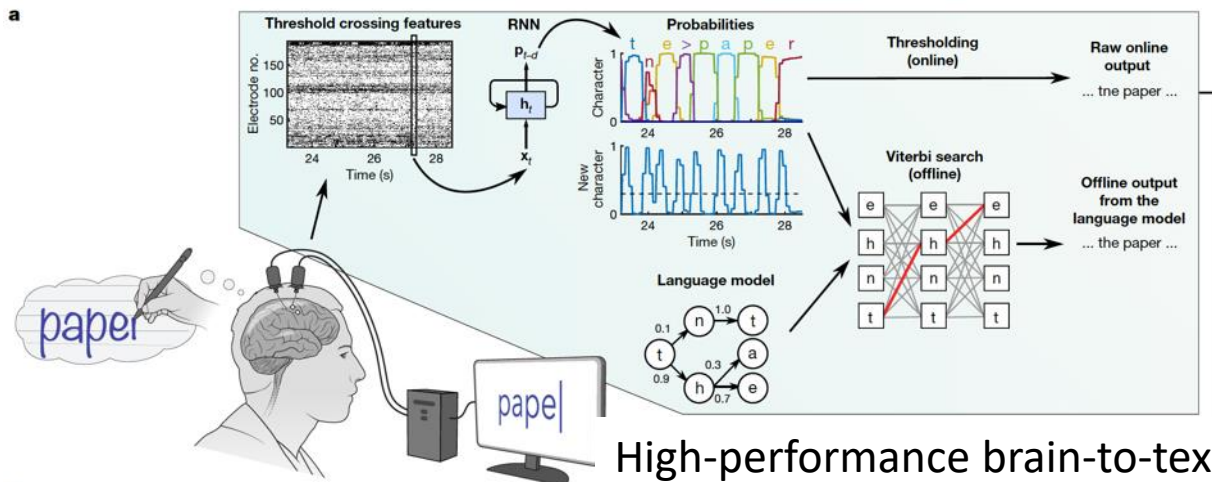 a
Threshold crossing features
Electrode no.
150
100
50
24
26
28
Time (s)
RNN
p t–d
h t
x t
Probabilities
t
n
e > p a p e r
Character
1
0
24
26
28
New character
1
0
24
26
28
Time (s)
Thresholding
(online)
Raw online
output
... tne paper ...
Viterbi search
(offline)
e e e
h h h
n n n
t t t
Offline output
from the
language model
... the paper ...
Language model
0.1
n
1.0
t
t
0.3
a
0.9
h
0.7
e
paper
pape|
High-performance brain-to-tex